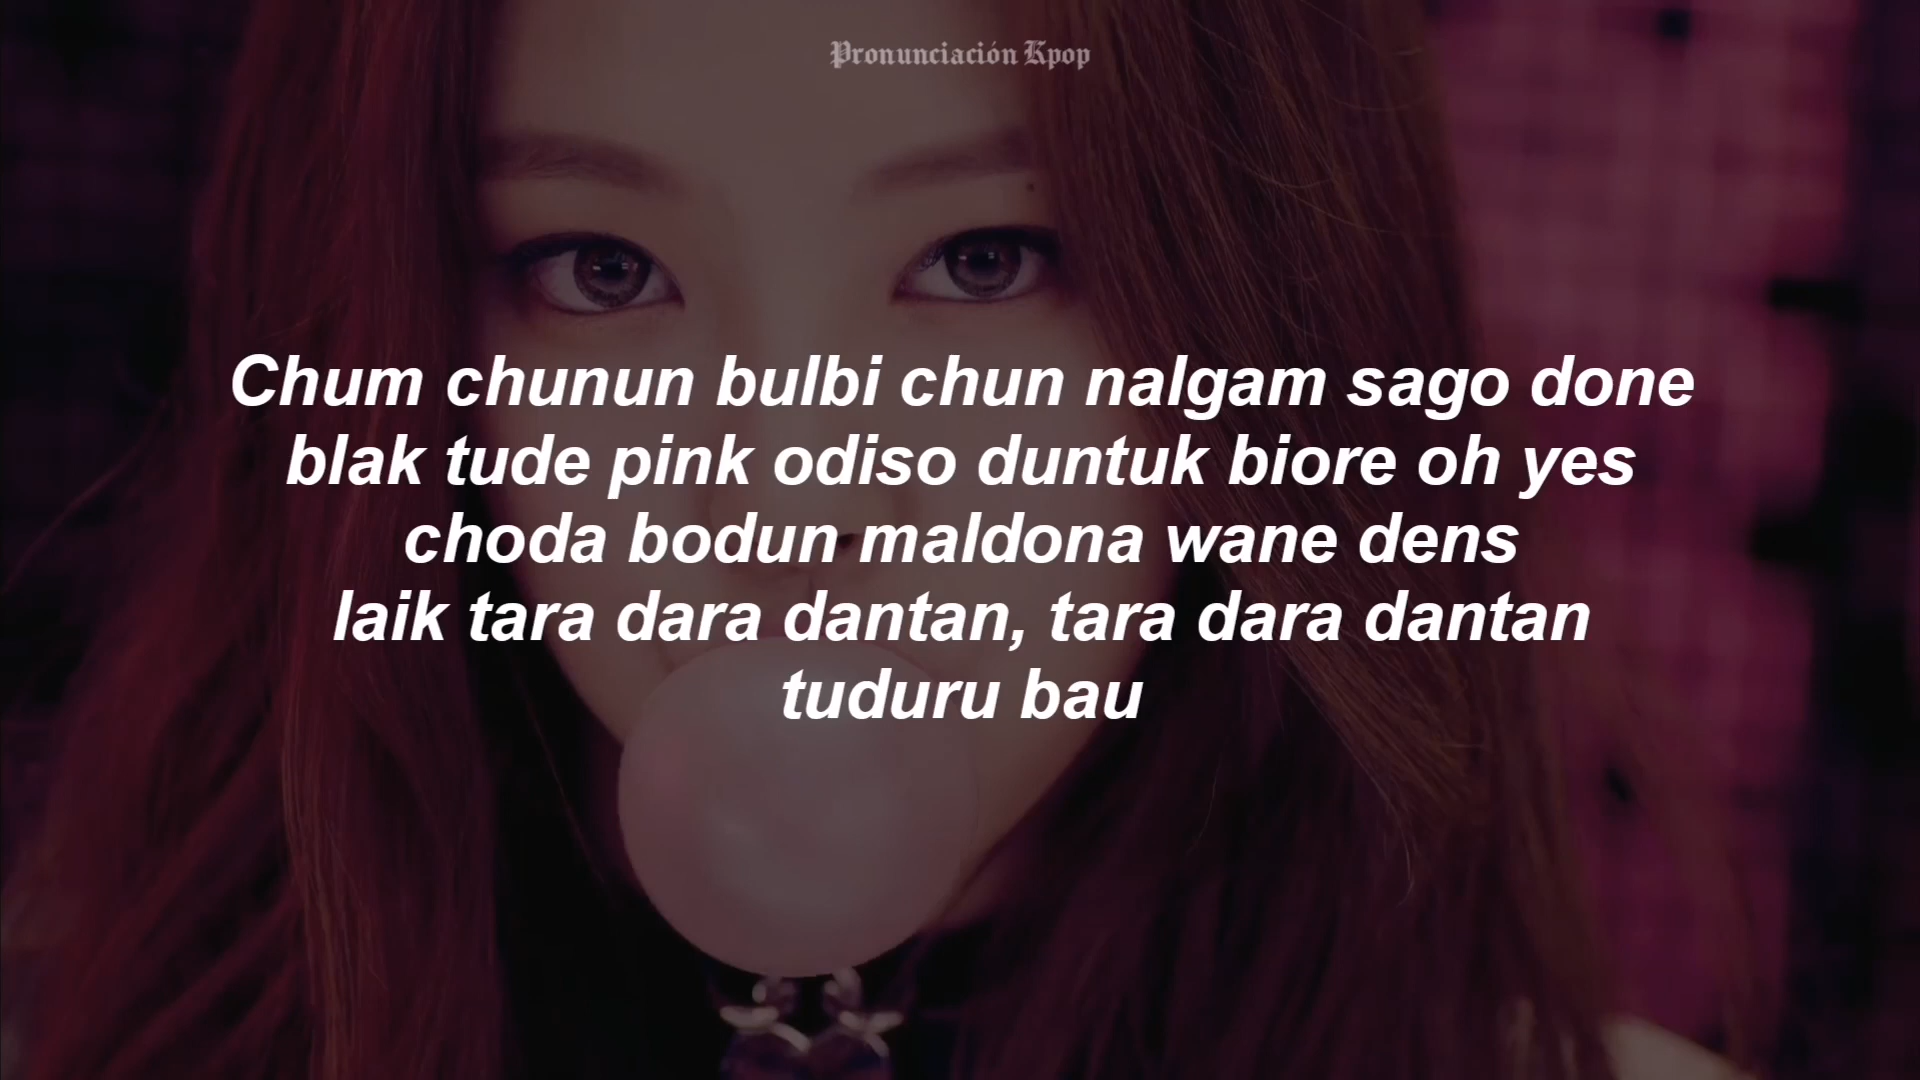 Pronunciación Kpop
Chum chunun bulbi chun nalgam sago done
blak tude pink odiso duntuk biore oh yes
choda bodun maldona wane dens
laik tara dara dantan, tara dara dantan
tuduru bau